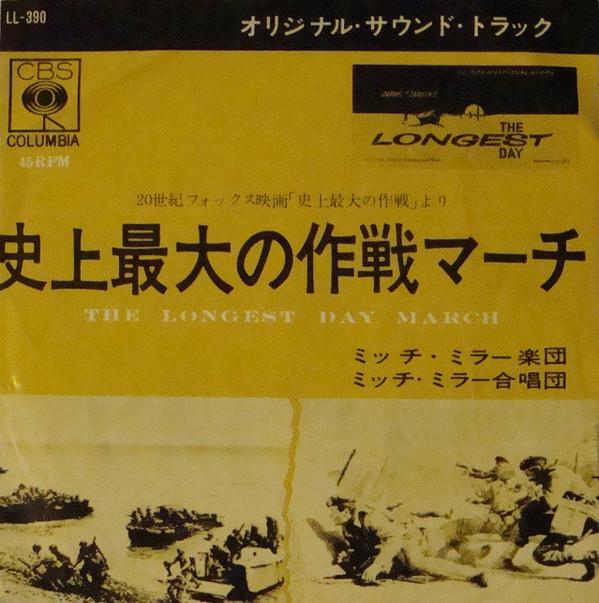 LL-390
オリジナル・サウンド・トラック
CBS
COLUMBIA
45RPM
THE
LONGEST
DAY
20世紀フォックス映画「史上最大の作戦」より
史上最大の作戦マーチ
THE LONGEST DAY MARCH
ミッチ・ミラー楽団
ミッチ・ミラー合唱団